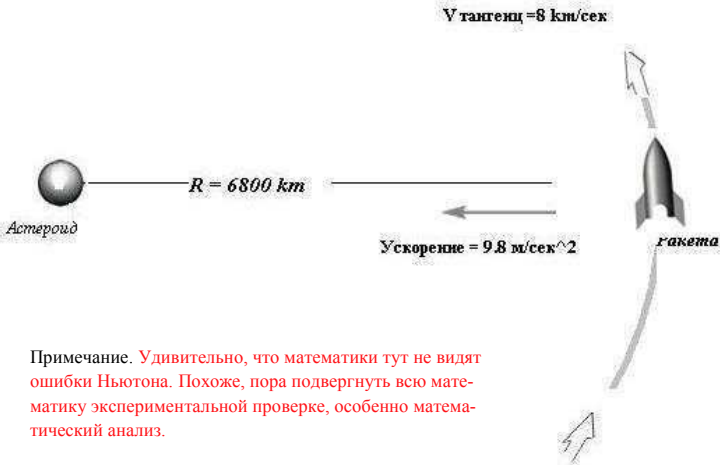 V тангенц =8 km/сек
R = 6800 km
Астероид
Ускорение = 9.8 м/сек^2
ракета
Примечание. Удивительно, что математики тут не видят
ошибки Ньютона. Похоже, пора подвергнуть всю мате-
матику экспериментальной проверке, особенно матема-
тический анализ.